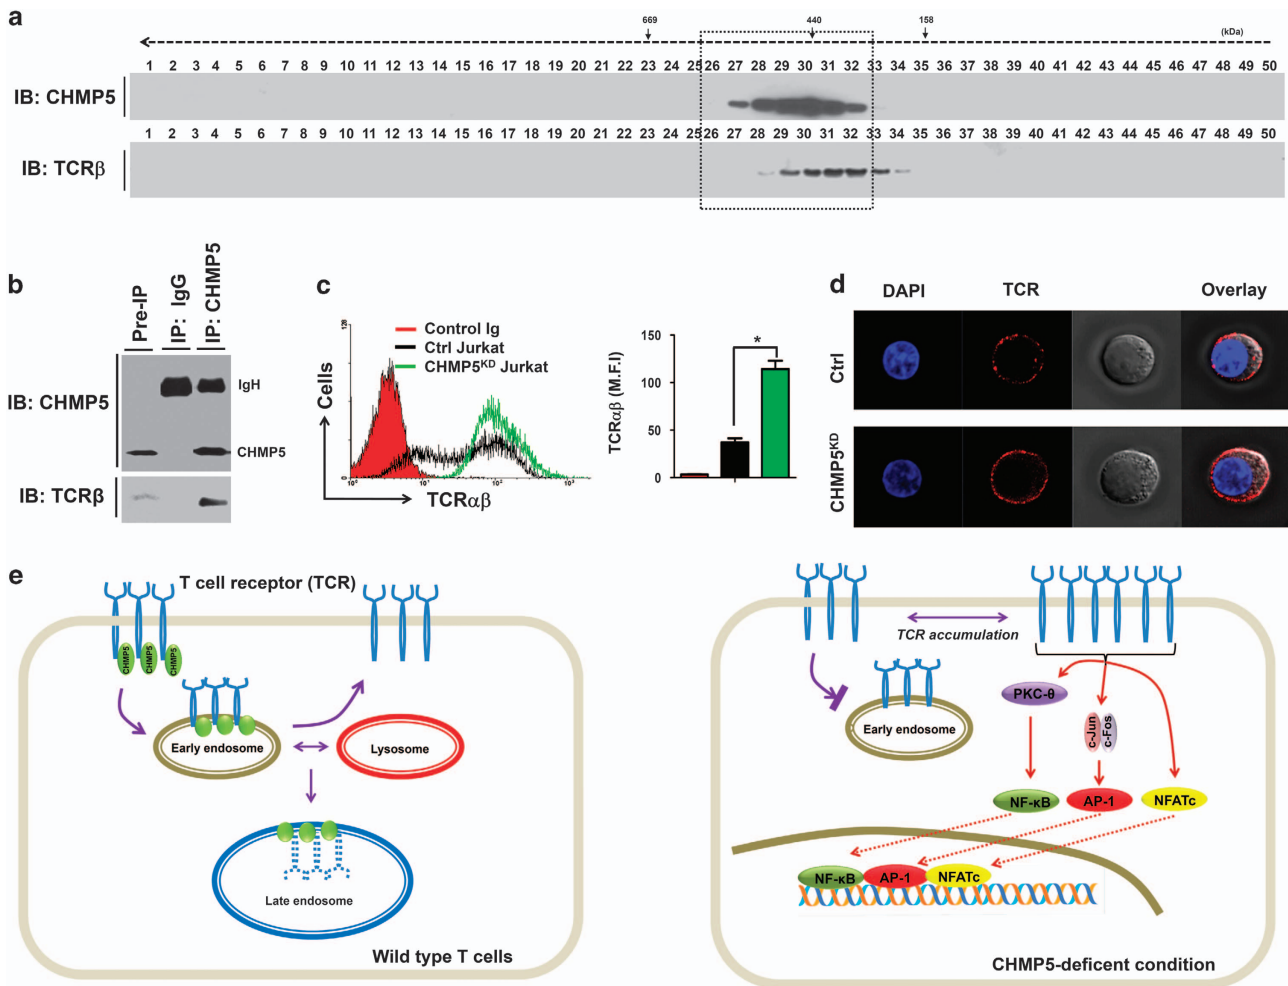 a
669 440 158 (kDa)
1 2 3 4 5 6 7 8 9 10 11 12 13 14 15 16 17 18 19 20 21 22 23 24 25 26 27 28 29 30 31 32 33 34 35 36 37 38 39 40 41 42 43 44 45 46 47 48 49 50
IB: CHMP5
1 2 3 4 5 6 7 8 9 10 11 12 13 14 15 16 17 18 19 20 21 22 23 24 25 26 27 28 29 30 31 32 33 34 35 36 37 38 39 40 41 42 43 44 45 46 47 48 49 50
IB: TCRβ
b
Pre-IP
IP: IgG
IP: CHMP5
IB: CHMP5
IgH
CHMP5
IB: TCRβ
c
128
Cells
0
Control Ig
Ctrl Jurkat
CHMP5KD Jurkat
TCRαβ
TCRαβ (M.F.I)
150
100
50
0
*
d
DAPI TCR Overlay
Ctrl
CHMP5KD
e
T cell receptor (TCR)
CHMP5 CHMP5 CHMP5
Early endosome
Lysosome
Late endosome
Wild type T cells
TCR accumulation
Early endosome
PKC-θ
c-Jun
c-Fos
NF-κB AP-1 NFATc
NF-κB AP-1 NFATc
CHMP5-deficent condition